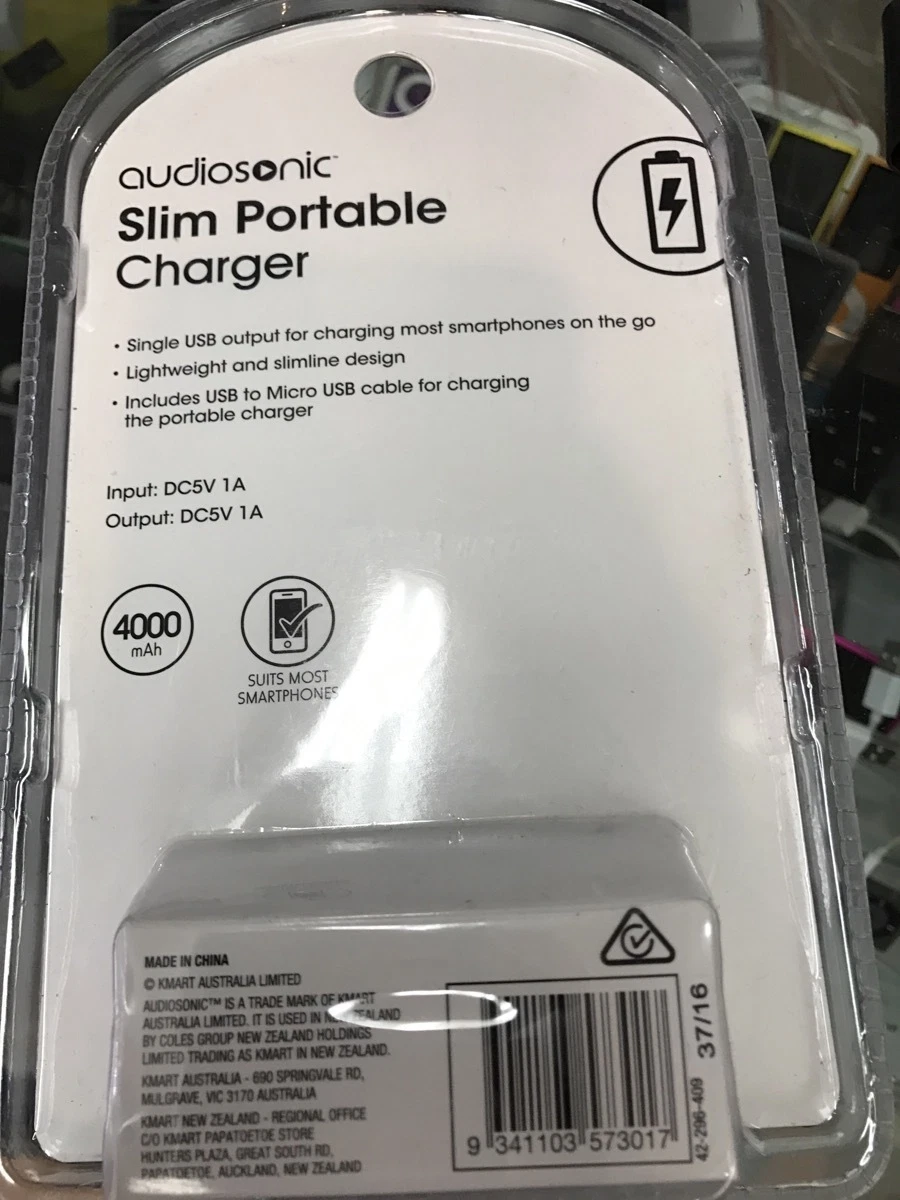 audiosonic™
Slim Portable
Charger
• Single USB output for charging most smartphones on the go
• Lightweight and slimline design
• Includes USB to Micro USB cable for charging
the portable charger
Input: DC5V 1A
Output: DC5V 1A
4000
mAh
SUITS MOST
SMARTPHONES
MADE IN CHINA
© KMART AUSTRALIA LIMITED
AUDIOSONIC™ IS A TRADE MARK OF KMART
AUSTRALIA LIMITED. IT IS USED IN NEW ZEALAND
BY COLES GROUP NEW ZEALAND HOLDINGS
LIMITED TRADING AS KMART IN NEW ZEALAND.
KMART AUSTRALIA - 690 SPRINGVALE RD,
MULGRAVE, VIC 3170 AUSTRALIA
KMART NEW ZEALAND - REGIONAL OFFICE
C/O KMART PAPATOETOE STORE
HUNTERS PLAZA, GREAT SOUTH RD,
PAPATOETOE, AUCKLAND, NEW ZEALAND
9 341103 573017
42-296-409 37/16